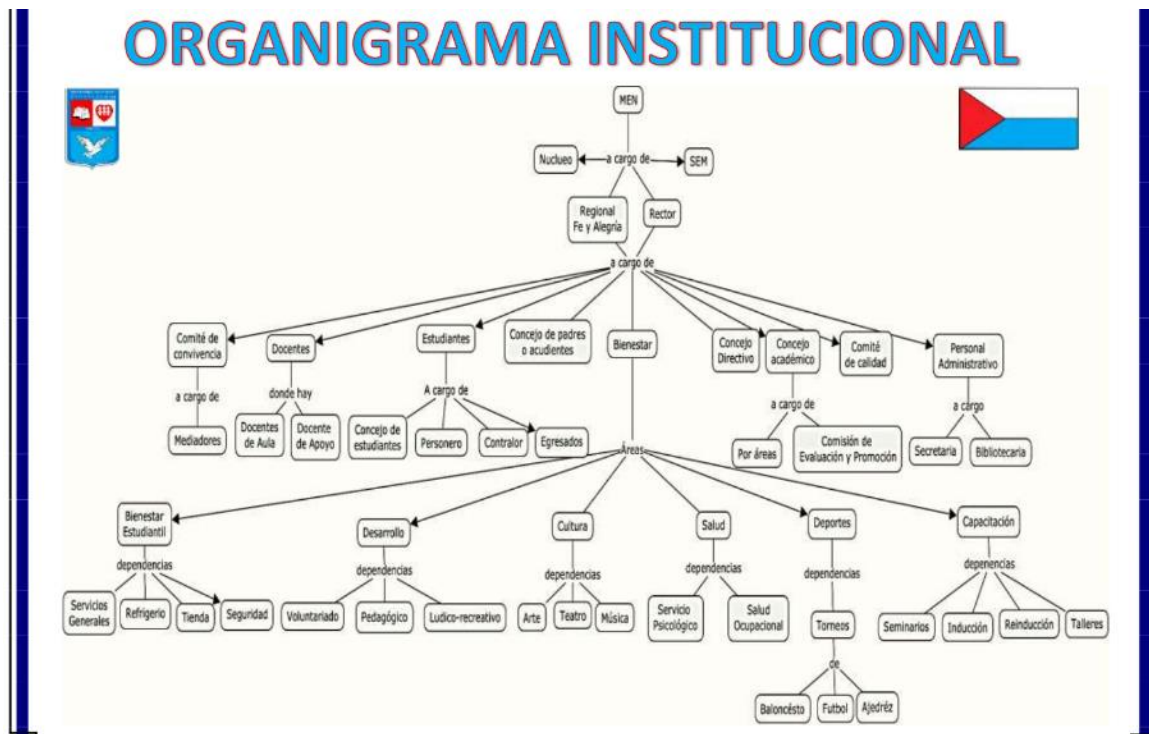 ORGANIGRAMA INSTITUCIONAL
MEN
Nuclueo
a cargo de
SEM
Regional
Fe y Alegría
Rector
a cargo de
Comité de
convivencia
Docentes
Estudiantes
Concejo de padres
o acudientes
Bienestar
Concejo
Directivo
Concejo
académico
Comité
de calidad
Personal
Administrativo
a cargo de
donde hay
A cargo de
a cargo de
a cargo
Mediadores
Docentes
de Aula
Docente
de Apoyo
Concejo de
estudiantes
Personero
Contralor
Egresados
Por áreas
Comisión de
Evaluación y Promoción
Secretaria
Bibliotecaria
Áreas
Bienestar
Estudiantil
Desarrollo
Cultura
Salud
Deportes
Capacitación
dependencias
dependencias
dependencias
dependencias
dependencias
depenencias
Servicios
Generales
Refrigerio
Tienda
Seguridad
Voluntariado
Pedagógico
Ludico-recreativo
Arte
Teatro
Música
Servicio
Psicológico
Salud
Ocupacional
Torneos
Seminarios
Inducción
Reinducción
Talleres
de
Baloncésto
Futbol
Ajedréz